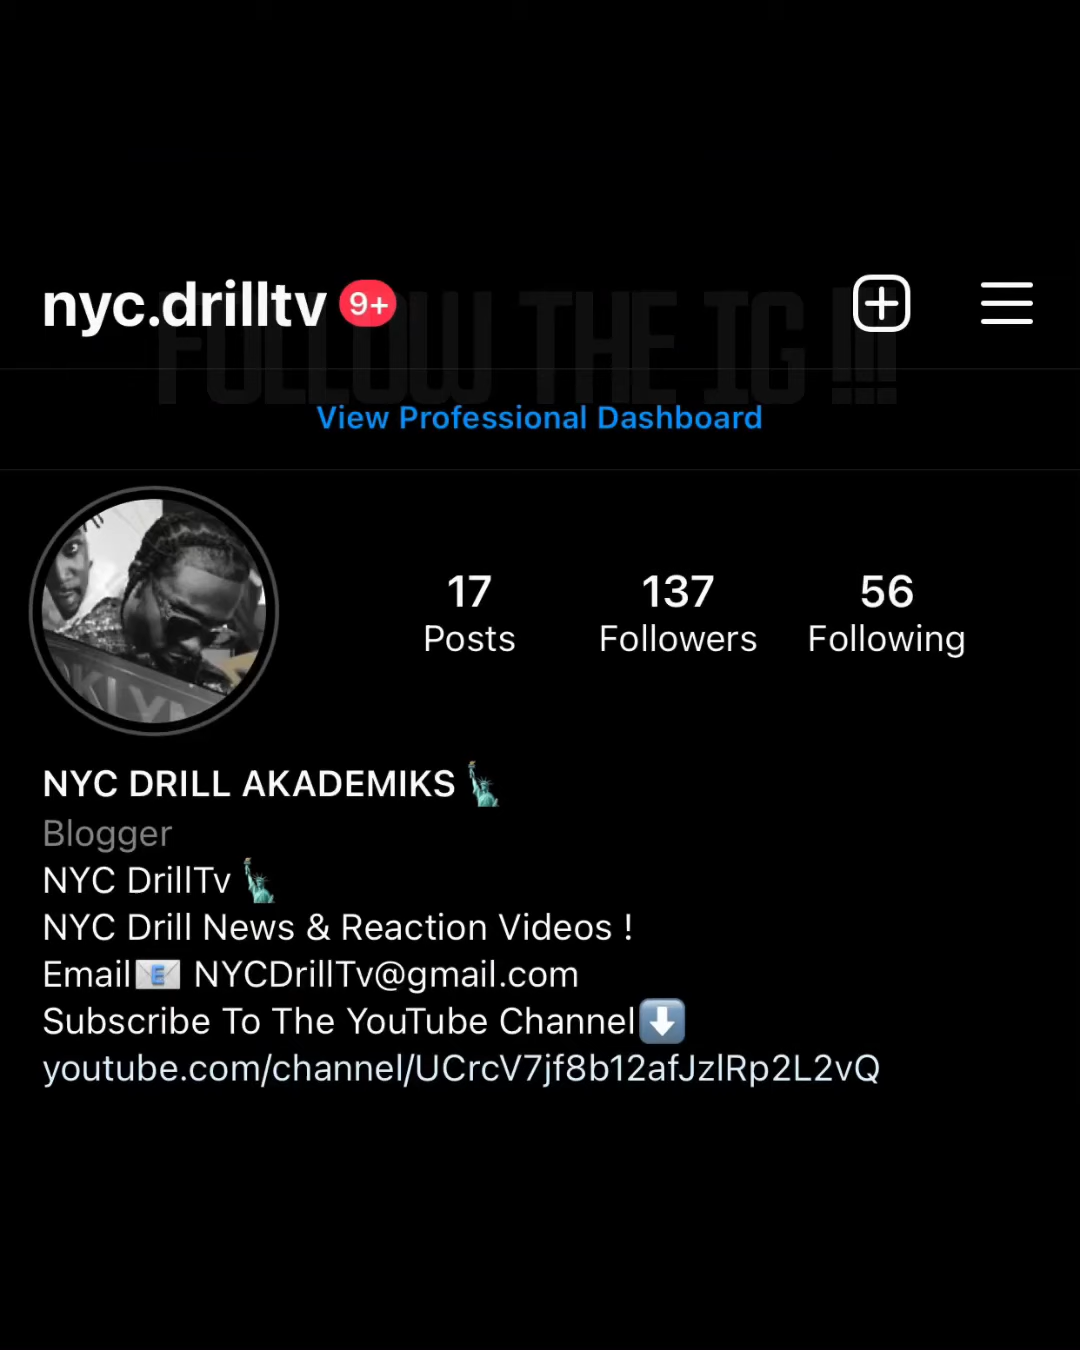 nyc.drilltv 9+
FOLLOW THE IG !!!
View Professional Dashboard
17 137 56
Posts Followers Following
NYC DRILL AKADEMIKS🗽
Blogger
NYC DrillTv🗽
NYC Drill News & Reaction Videos !
Email📧 NYCDrillTv@gmail.com
Subscribe To The YouTube Channel⬇️
youtube.com/channel/UCrcV7jf8b12afJzlRp2L2vQ